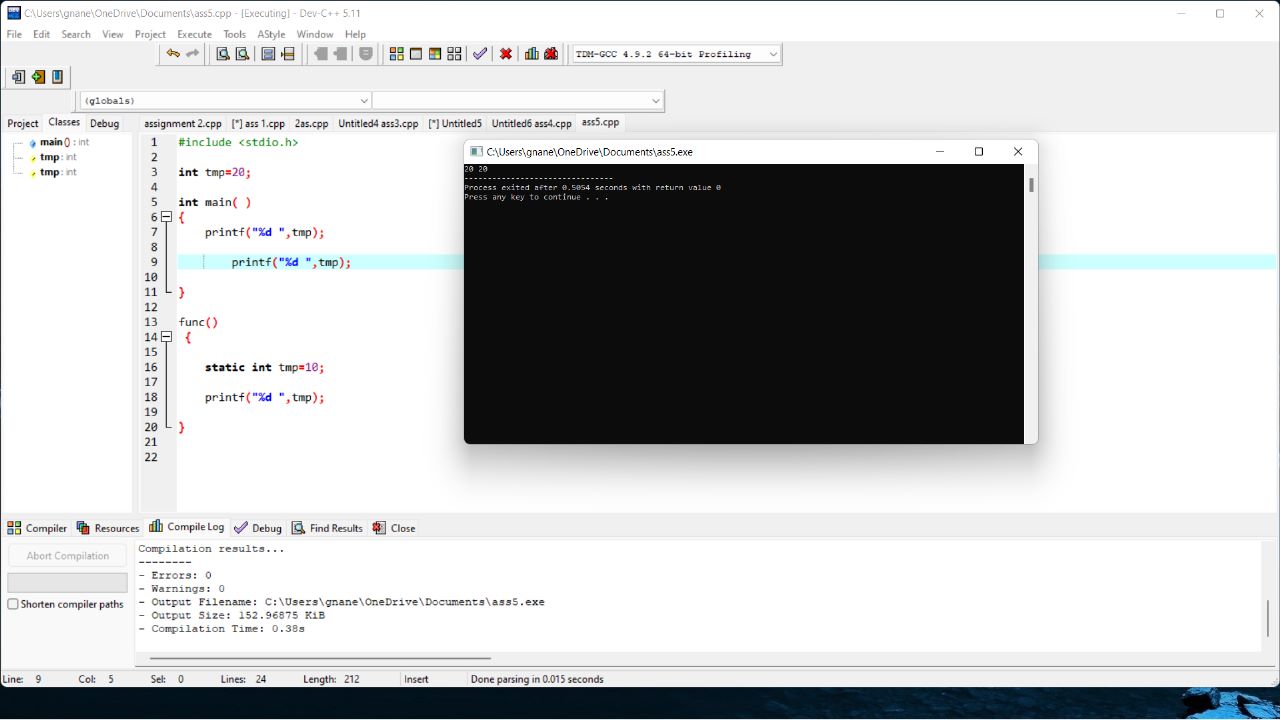 C:\Users\gnane\OneDrive\Documents\ass5.cpp - [Executing] - Dev-C++ 5.11
File Edit Search View Project Execute Tools AStyle Window Help
TDM-GCC 4.9.2 64-bit Profiling
(globals)
Project Classes Debug
assignment 2.cpp [*] ass 1.cpp 2as.cpp Untitled4 ass3.cpp [*] Untitled5 Untitled6 ass4.cpp ass5.cpp
main () : int
tmp : int
tmp : int
1 #include <stdio.h>
2
3 int tmp=20;
4
5 int main( )
6 {
7 printf("%d ",tmp);
8
9 printf("%d ",tmp);
10
11 }
12
13 func()
14 {
15
16 static int tmp=10;
17
18 printf("%d ",tmp);
19
20 }
21
22
C:\Users\gnane\OneDrive\Documents\ass5.exe
20 20
--------------------------------
Process exited after 0.5054 seconds with return value 0
Press any key to continue . . .
Compiler Resources Compile Log Debug Find Results Close
Abort Compilation
Shorten compiler paths
Compilation results...
--------
- Errors: 0
- Warnings: 0
- Output Filename: C:\Users\gnane\OneDrive\Documents\ass5.exe
- Output Size: 152.96875 KiB
- Compilation Time: 0.38s
Line: 9 Col: 5 Sel: 0 Lines: 24 Length: 212 Insert Done parsing in 0.015 seconds